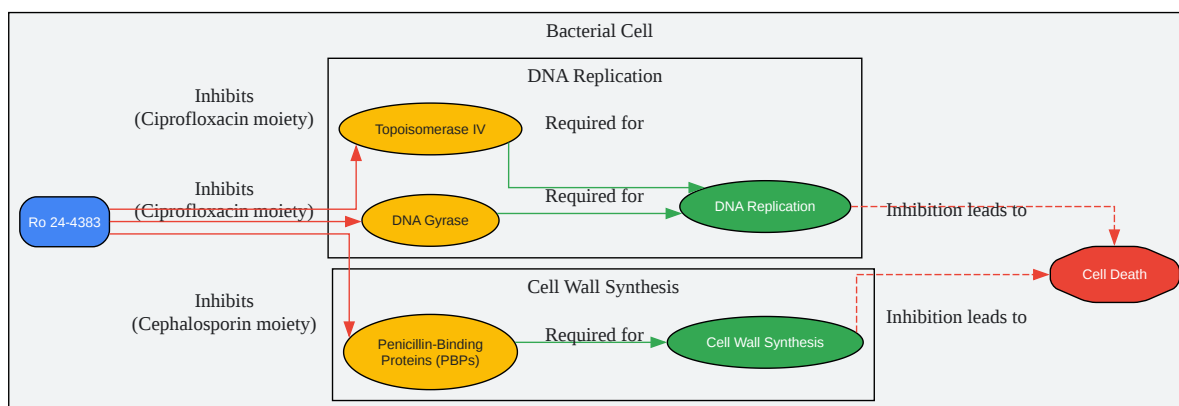 Bacterial Cell
DNA Replication
Inhibits
(Ciprofloxacin moiety)
Topoisomerase IV
Required for
Inhibits
(Ciprofloxacin moiety)
Required for
Ro 24-4383
DNA Gyrase
DNA Replication
Inhibition leads to
Cell Death
Cell Wall Synthesis
Inhibits
(Cephalosporin moiety)
Penicillin-Binding
Proteins (PBPs)
Required for
Cell Wall Synthesis
Inhibition leads to